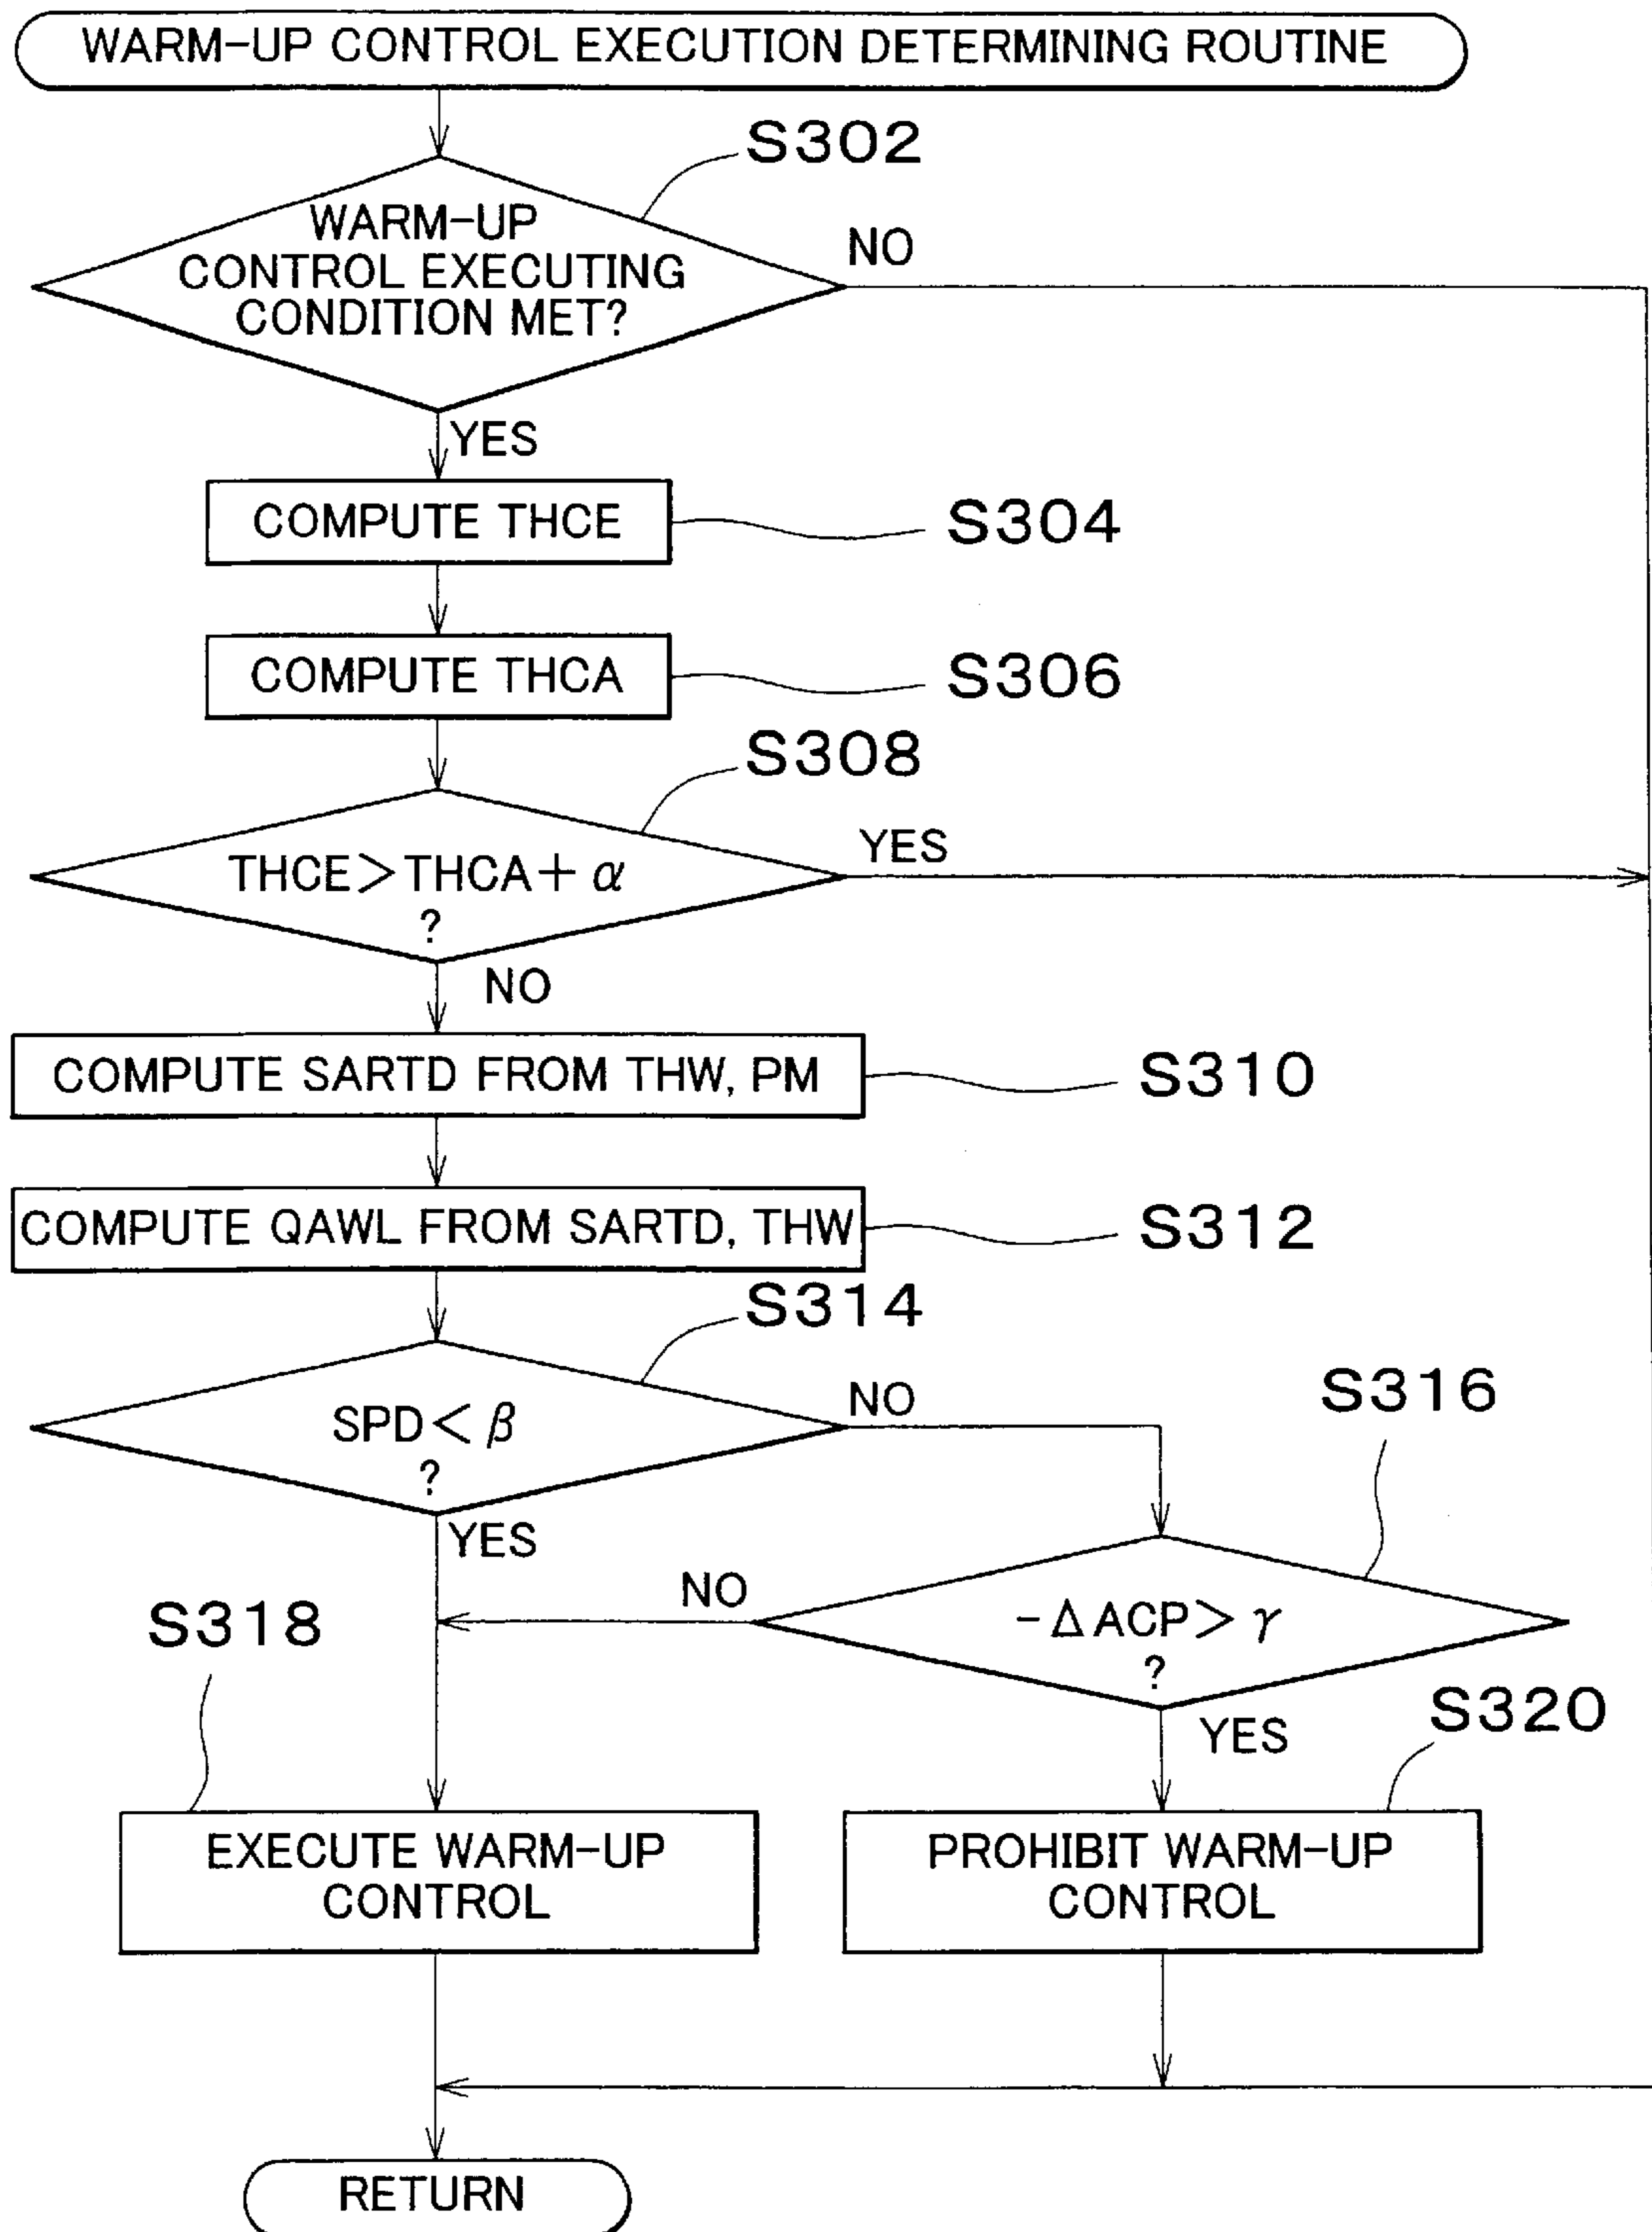 WARM-UP CONTROL EXECUTION DETERMINING ROUTINE
S302
WARM-UP
CONTROL EXECUTING
CONDITION MET?
NO
YES
COMPUTE THCE
S304
COMPUTE THCA
S306
S308
THCE>THCA+α
?
YES
NO
COMPUTE SARTD FROM THW, PM
S310
COMPUTE QAWL FROM SARTD, THW
S312
S314
SPD<β
?
NO
YES
S316
-ΔACP>γ
?
NO
YES
S318
EXECUTE WARM-UP
CONTROL
S320
PROHIBIT WARM-UP
CONTROL
RETURN